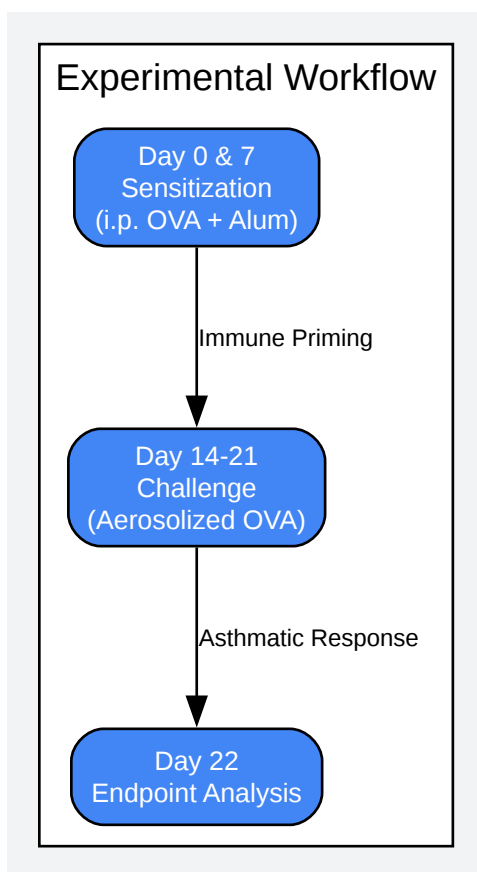 Experimental Workflow
Day 0 & 7
Sensitization
(i.p. OVA + Alum)
Immune Priming
Day 14-21
Challenge
(Aerosolized OVA)
Asthmatic Response
Day 22
Endpoint Analysis